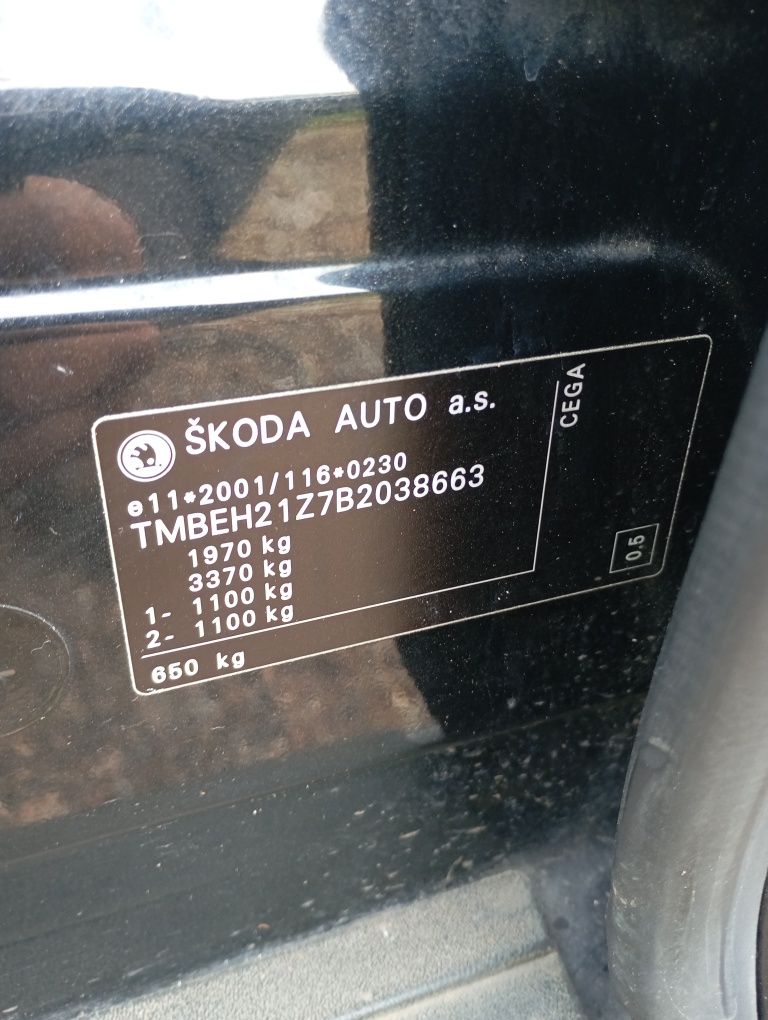 ŠKODA AUTO a.s.
e11*2001/116*0230
TMBEH21Z7B2038663
1970 kg
3370 kg
1- 1100 kg
2- 1100 kg
650 kg
CEGA
0.5